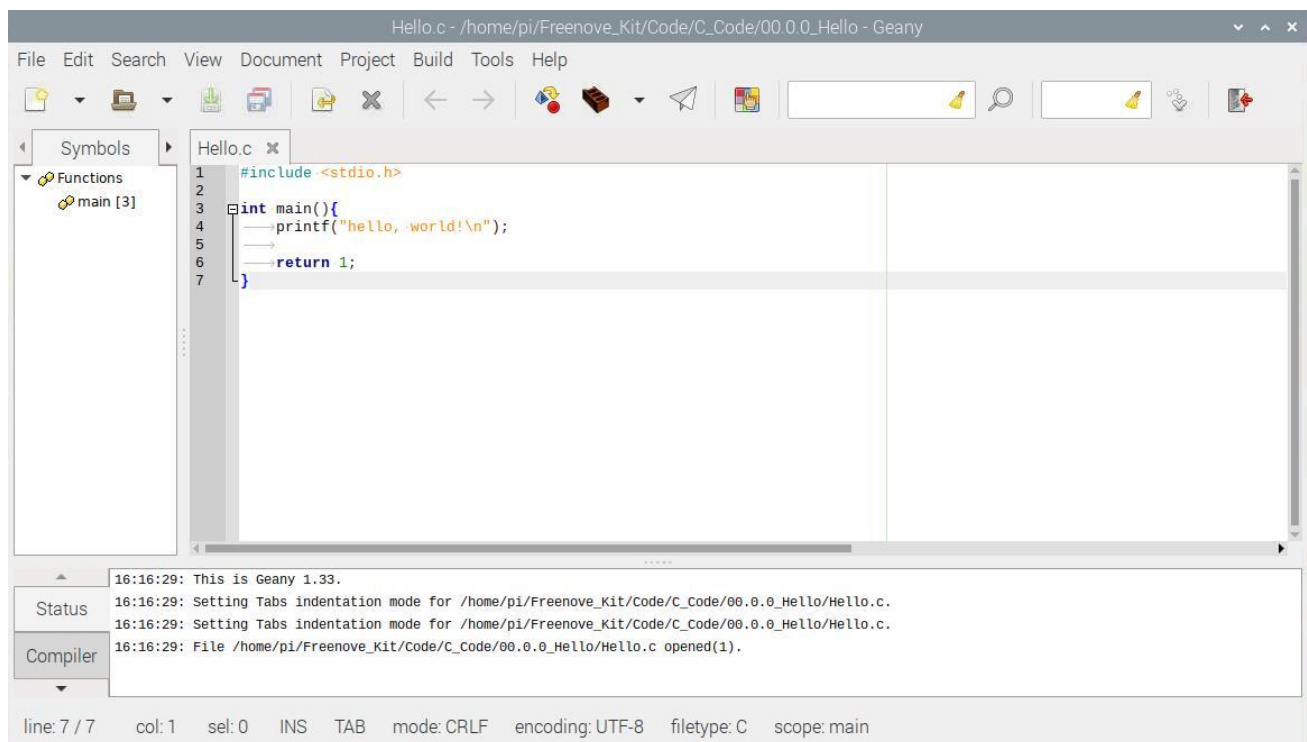 Hello.c - /home/pi/Freenove_Kit/Code/C_Code/00.0.0_Hello - Geany
File Edit Search View Document Project Build Tools Help
Symbols
Hello.c
Functions
main [3]
1 #include <stdio.h>
2
3 int main(){
4 printf("hello, world!\n");
5
6 return 1;
7 }
Status
Compiler
16:16:29: This is Geany 1.33.
16:16:29: Setting Tabs indentation mode for /home/pi/Freenove_Kit/Code/C_Code/00.0.0_Hello/Hello.c.
16:16:29: Setting Tabs indentation mode for /home/pi/Freenove_Kit/Code/C_Code/00.0.0_Hello/Hello.c.
16:16:29: File /home/pi/Freenove_Kit/Code/C_Code/00.0.0_Hello/Hello.c opened(1).
line: 7 / 7 col: 1 sel: 0 INS TAB mode: CRLF encoding: UTF-8 filetype: C scope: main